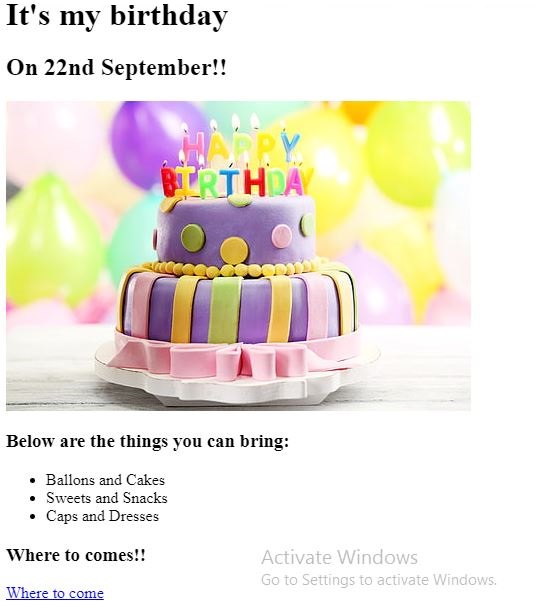 It's my birthday
On 22nd September!!
HAPPY
BIRTHDAY
Below are the things you can bring:
Ballons and Cakes
Sweets and Snacks
Caps and Dresses
Where to comes!!
Activate Windows
Go to Settings to activate Windows.
Where to come